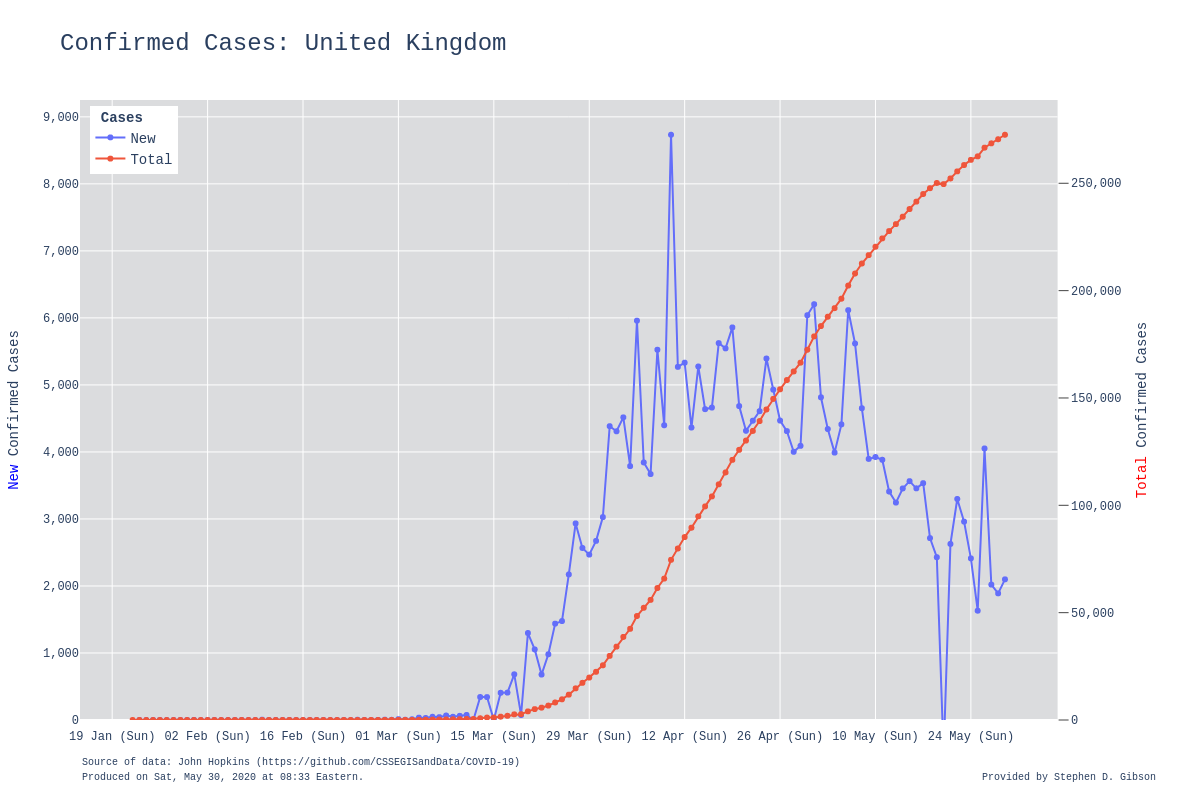 Confirmed Cases: United Kingdom
Cases
New
Total
9,000
8,000
7,000
6,000
5,000
4,000
3,000
2,000
1,000
0
New Confirmed Cases
250,000
200,000
150,000
100,000
50,000
0
Total Confirmed Cases
19 Jan (Sun) 02 Feb (Sun) 16 Feb (Sun) 01 Mar (Sun) 15 Mar (Sun) 29 Mar (Sun) 12 Apr (Sun) 26 Apr (Sun) 10 May (Sun) 24 May (Sun)
Source of data: John Hopkins (https://github.com/CSSEGISandData/COVID-19)
Produced on Sat, May 30, 2020 at 08:33 Eastern.
Provided by Stephen D. Gibson